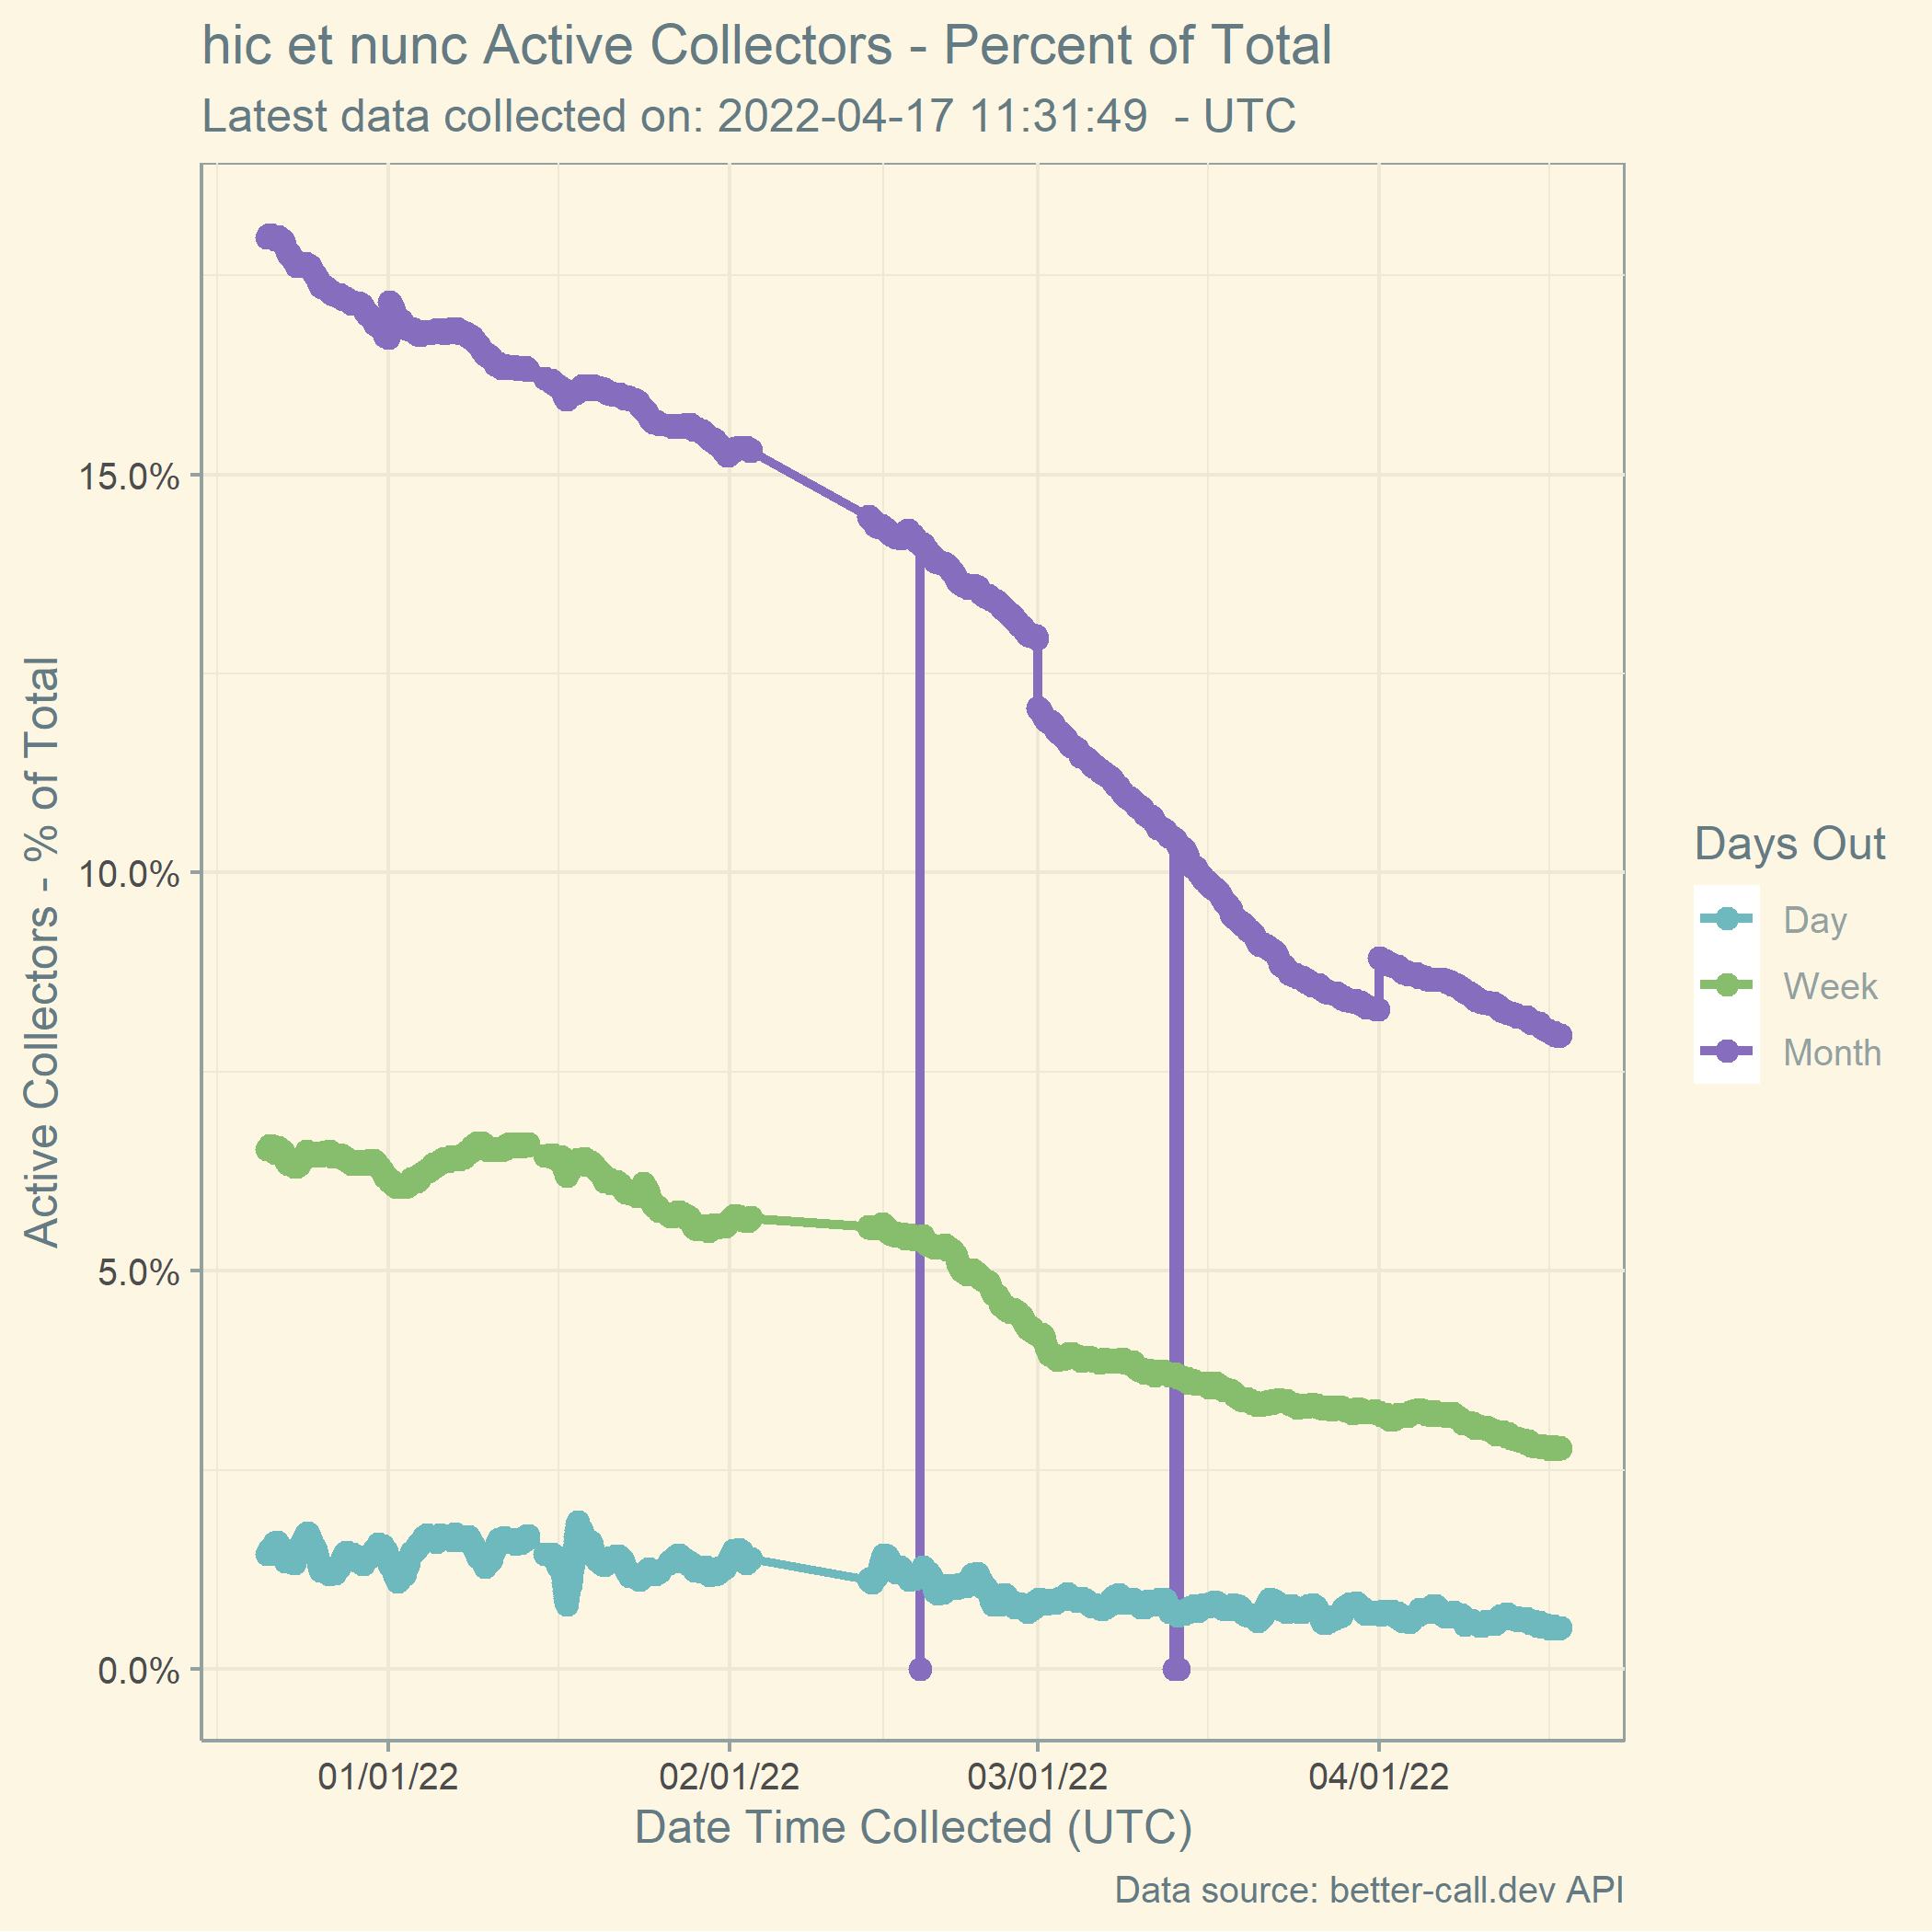 hic et nunc Active Collectors - Percent of Total
Latest data collected on: 2022-04-17 11:31:49  - UTC
Active Collectors - % of Total
15.0%
10.0%
5.0%
0.0%
01/01/22
02/01/22
03/01/22
04/01/22
Date Time Collected (UTC)
Days Out
Day
Week
Month
Data source: better-call.dev API